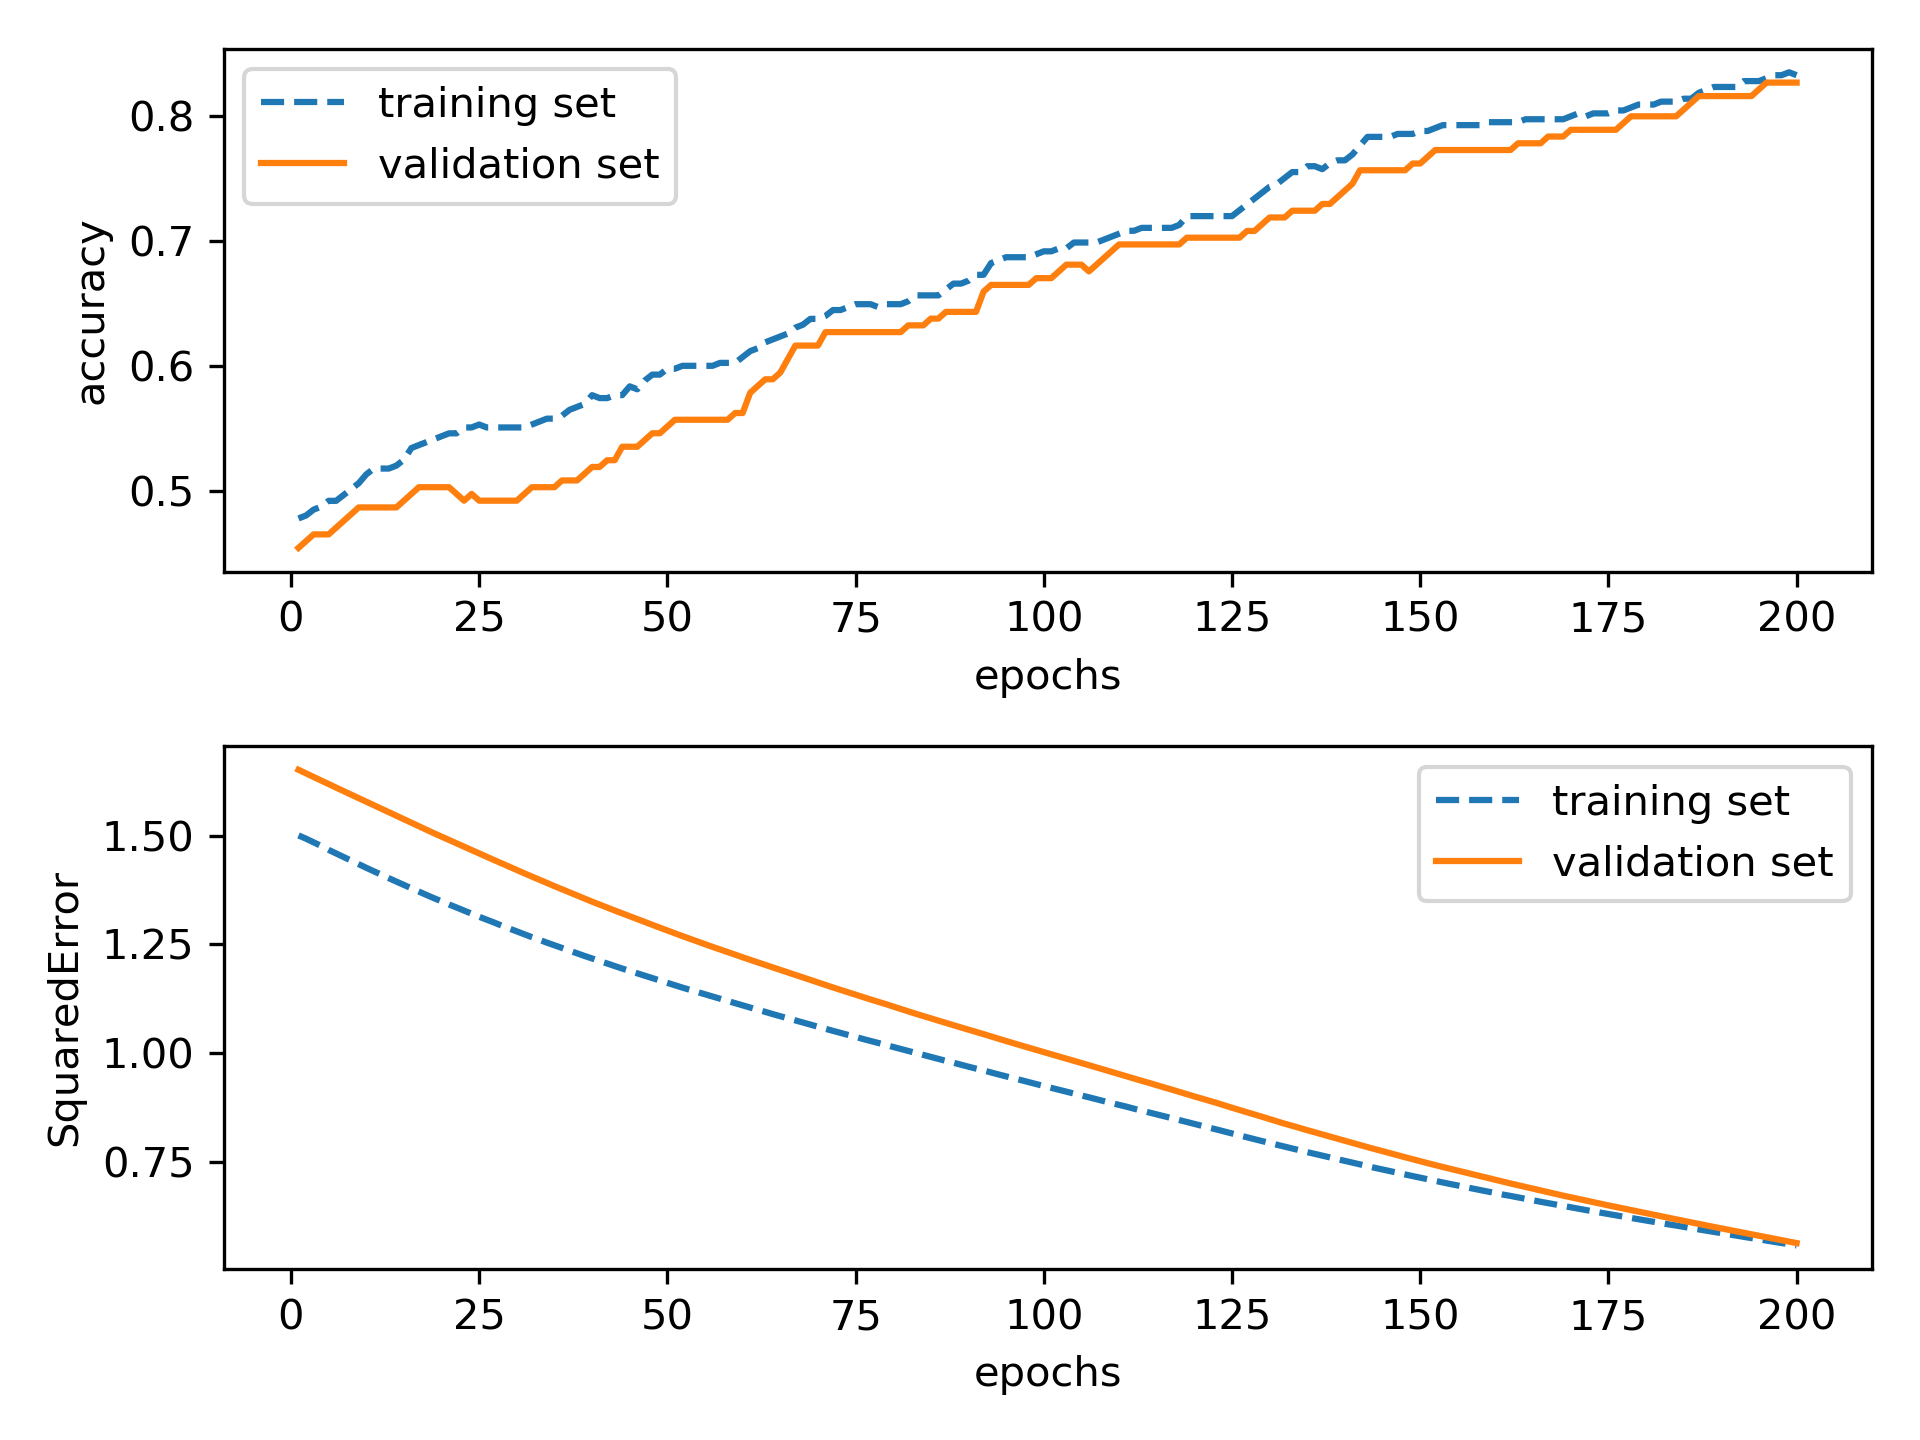 training set
validation set
0.8
0.7
0.6
0.5
accuracy
0 25 50 75 100 125 150 175 200
epochs
training set
validation set
1.50
1.25
1.00
0.75
SquaredError
0 25 50 75 100 125 150 175 200
epochs